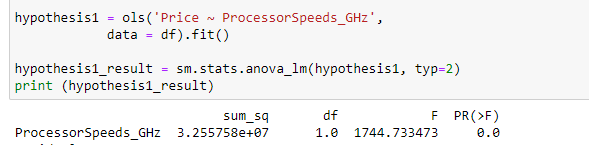 hypothesis1 = ols('Price ~ ProcessorSpeeds_GHz',
data = df).fit()
hypothesis1_result = sm.stats.anova_lm(hypothesis1, typ=2)
print (hypothesis1_result)
sum_sq df F PR(>F)
ProcessorSpeeds_GHz 3.255758e+07 1.0 1744.733473 0.0